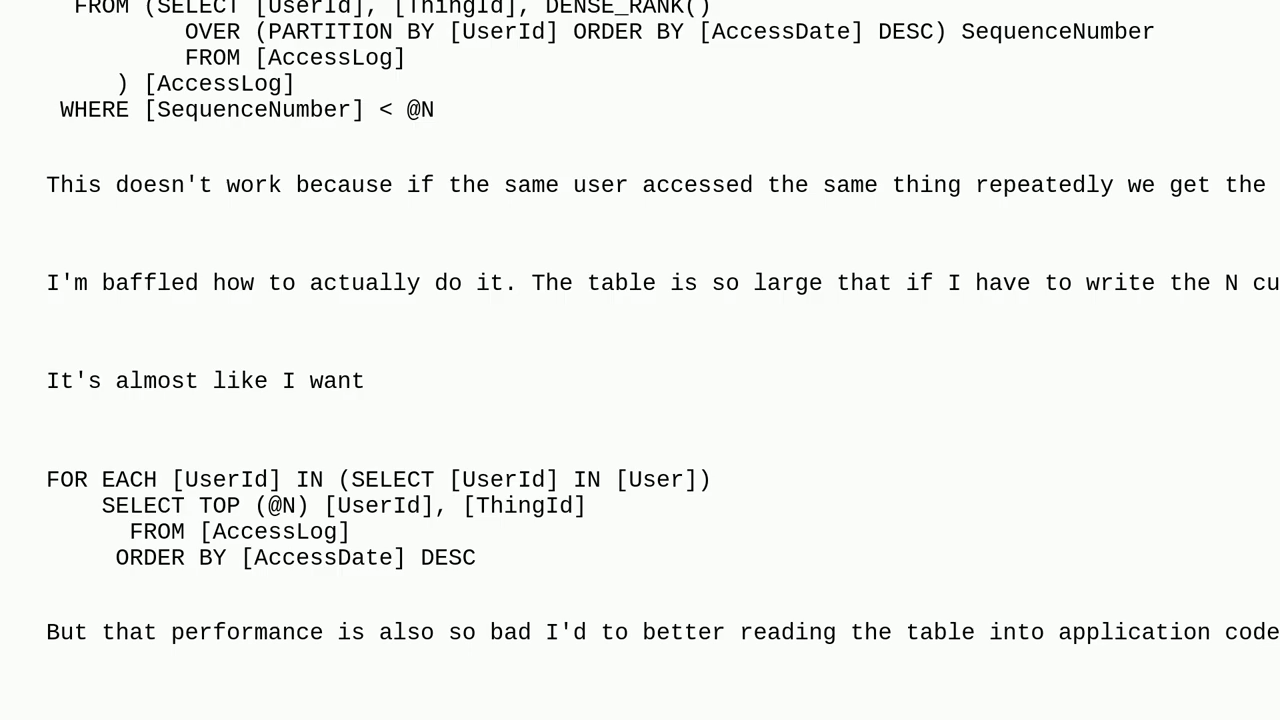 FROM (SELECT [UserId], [ThingId], DENSE_RANK()
OVER (PARTITION BY [UserId] ORDER BY [AccessDate] DESC) SequenceNumber
FROM [AccessLog]
) [AccessLog]
WHERE [SequenceNumber] < @N
This doesn't work because if the same user accessed the same thing repeatedly we get the
I'm baffled how to actually do it. The table is so large that if I have to write the N cu
It's almost like I want
FOR EACH [UserId] IN (SELECT [UserId] IN [User])
SELECT TOP (@N) [UserId], [ThingId]
FROM [AccessLog]
ORDER BY [AccessDate] DESC
But that performance is also so bad I'd to better reading the table into application code